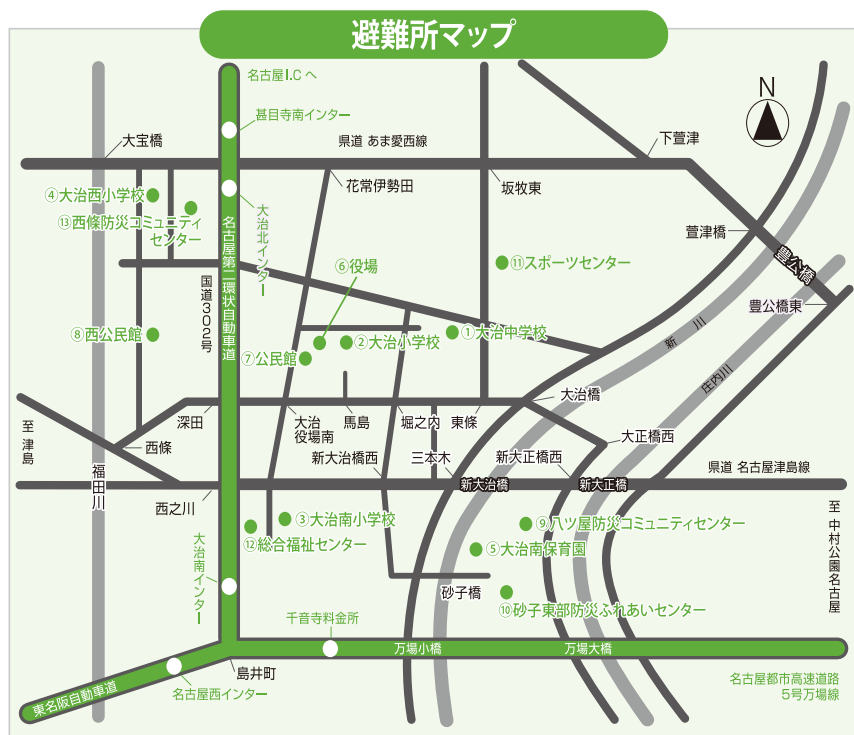 避難所マップ
名古屋I.Cへ
甚目寺南インター
N
大宝橋
県道 あま愛西線
下萱津
④大治西小学校
花常伊勢田
坂牧東
⑬西條防災コミュニティ
センター
大治北インター
名古屋第二環状自動車道
萱津橋
豊公橋
⑥役場
⑪スポーツセンター
国道302号
豊公橋東
⑧西公民館
①大治中学校
②大治小学校
⑦公民館
新川
庄内川
大治橋
至津島
深田
大治
役場南
馬島
堀之内
東條
大正橋西
西條
新大治橋西
三本木
新大正橋西
県道 名古屋津島線
福田川
新大治橋
新大正橋
西之川
至 中村公園名古屋
③大治南小学校
⑨八ツ屋防災コミュニティセンター
⑫総合福祉センター
⑤大治南保育園
大治南インター
砂子橋
⑩砂子東部防災ふれあいセンター
千音寺料金所
万場小橋
万場大橋
島井町
名古屋都市高速道路
5号万場線
東名阪自動車道
名古屋西インター